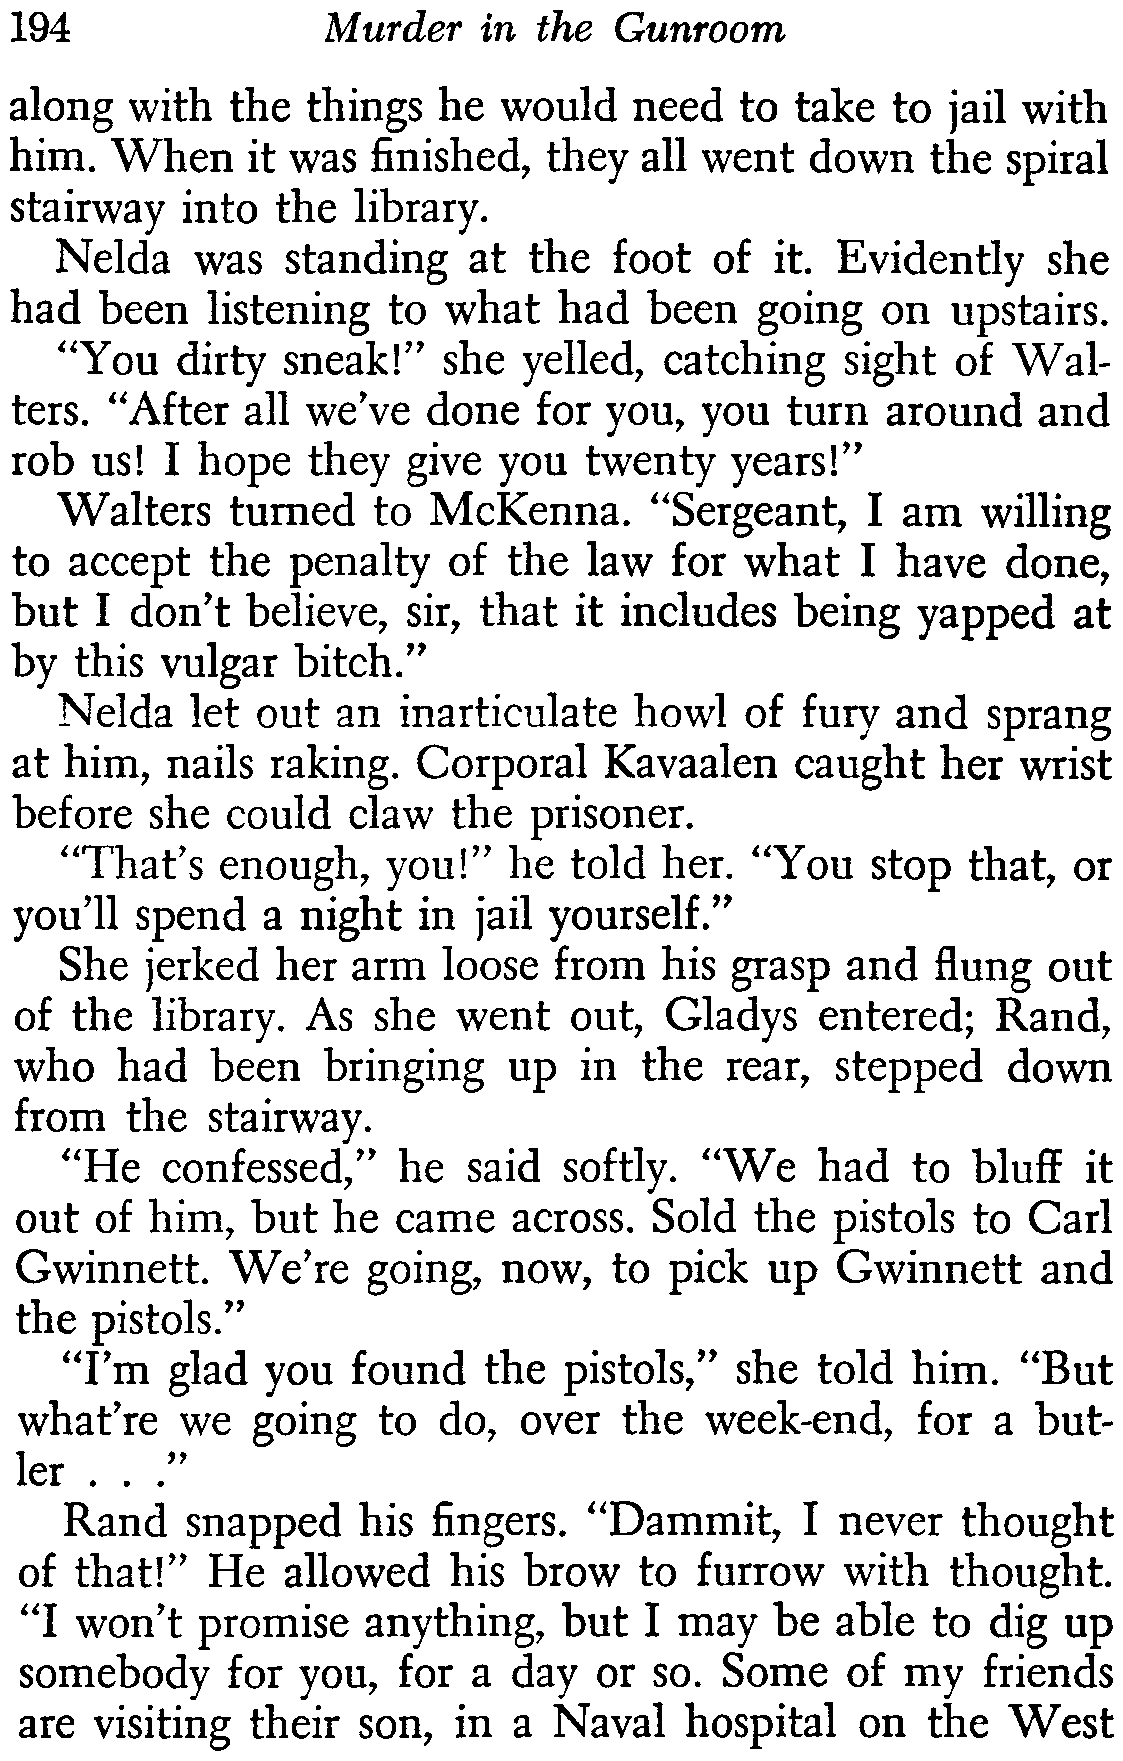 194 Murder in the Gunroom
along with the things he would need to take to jail with
him. When it was finished, they all went down the spiral
stairway into the library.
Nelda was standing at the foot of it. Evidently she
had been listening to what had been going on upstairs.
“You dirty sneak!” she yelled, catching sight of Wal-
ters. “After all we’ve done for you, you turn around and
rob us! I hope they give you twenty years!”
Walters turned to McKenna. “Sergeant, I am willing
to accept the penalty of the law for what I have done,
but I don’t believe, sir, that it includes being yapped at
by this vulgar bitch.”
Nelda let out an inarticulate howl of fury and sprang
at him, nails raking. Corporal Kavaalen caught her wrist
before she could claw the prisoner.
“That’s enough, you!” he told her. “You stop that, or
you’ll spend a night in jail yourself.”
She jerked her arm loose from his grasp and flung out
of the library. As she went out, Gladys entered; Rand,
who had been bringing up in the rear, stepped down
from the stairway.
“He confessed,” he said softly. “We had to bluff it
out of him, but he came across. Sold the pistols to Carl
Gwinnett. We’re going, now, to pick up Gwinnett and
the pistols.”
“I’m glad you found the pistols,” she told him. “But
what’re we going to do, over the week-end, for a but-
ler . . .”
Rand snapped his fingers. “Dammit, I never thought
of that!” He allowed his brow to furrow with thought.
“I won’t promise anything, but I may be able to dig up
somebody for you, for a day or so. Some of my friends
are visiting their son, in a Naval hospital on the West